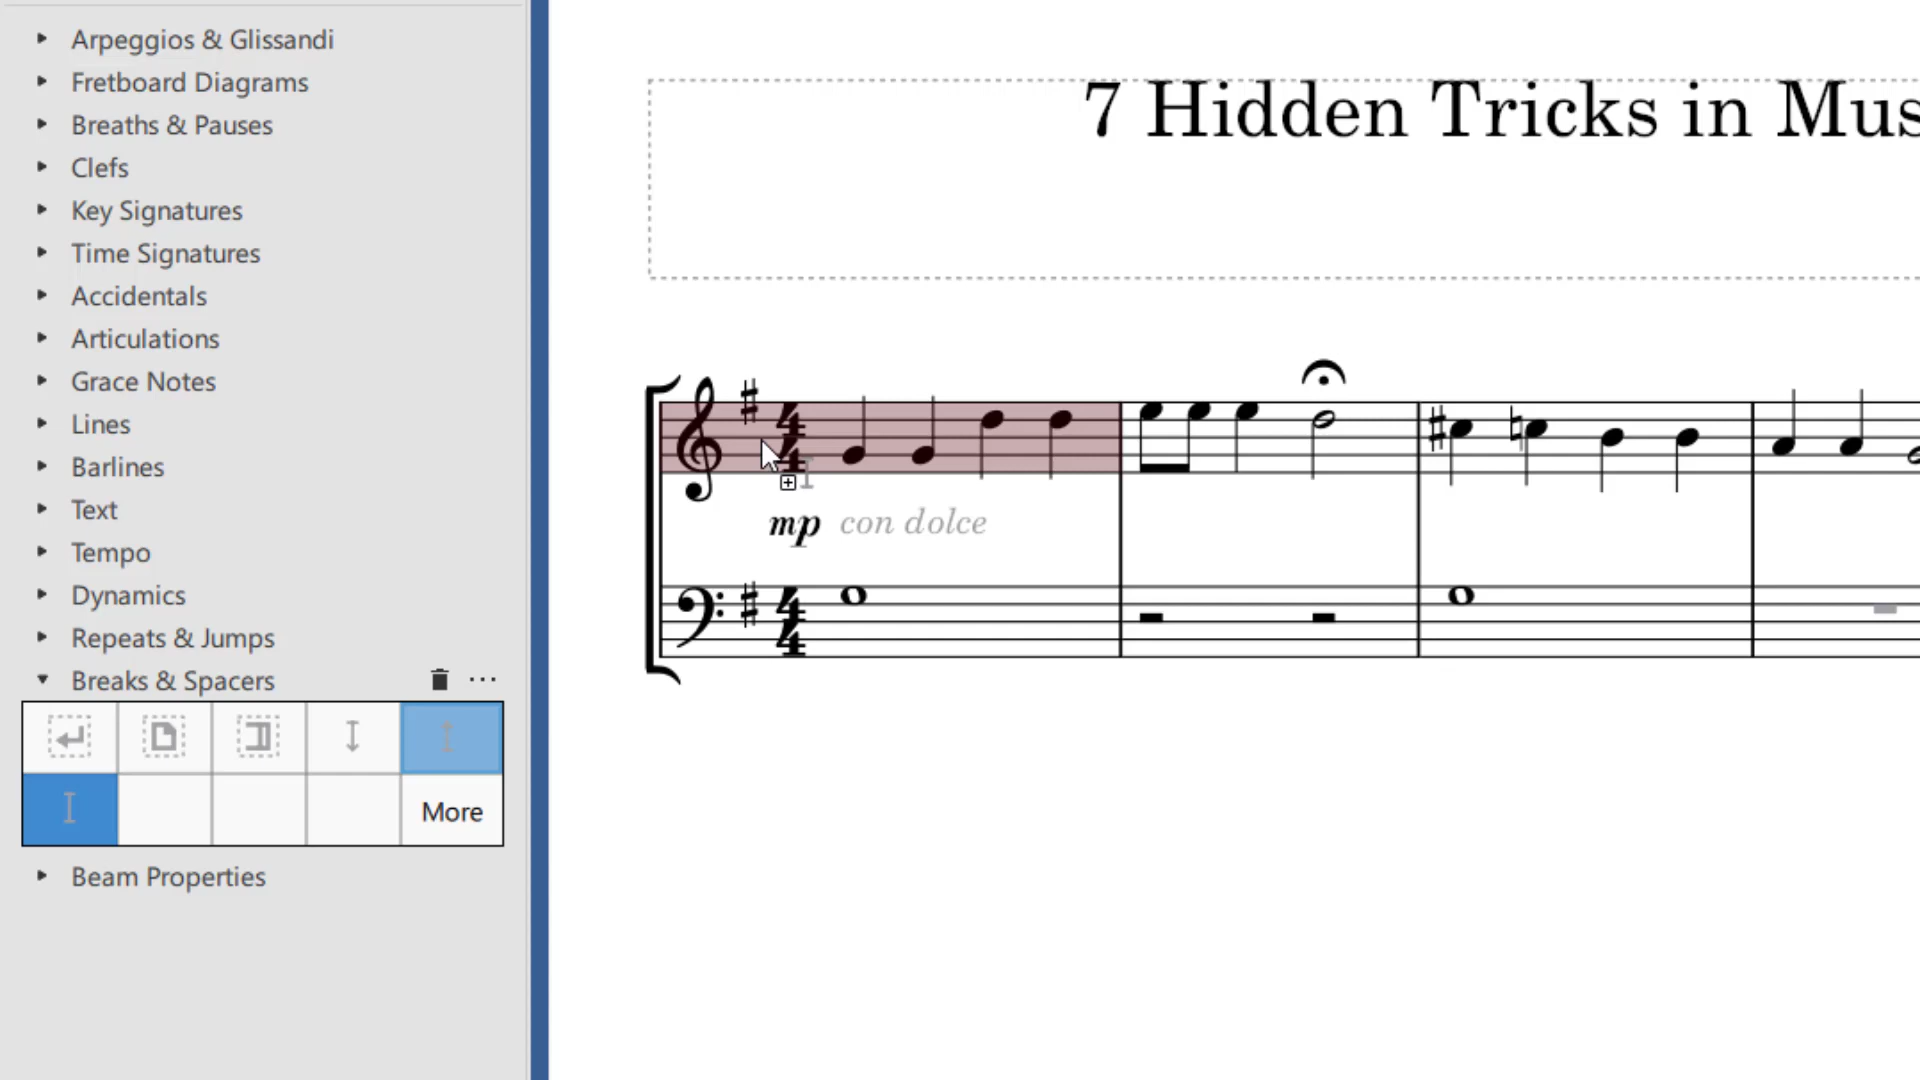 Arpeggios & Glissandi
Fretboard Diagrams
Breaths & Pauses
Clefs
Key Signatures
Time Signatures
Accidentals
Articulations
Grace Notes
Lines
Barlines
Text
Tempo
Dynamics
Repeats & Jumps
Breaks & Spacers
More
Beam Properties
7 Hidden Tricks in Mus
mp con dolce